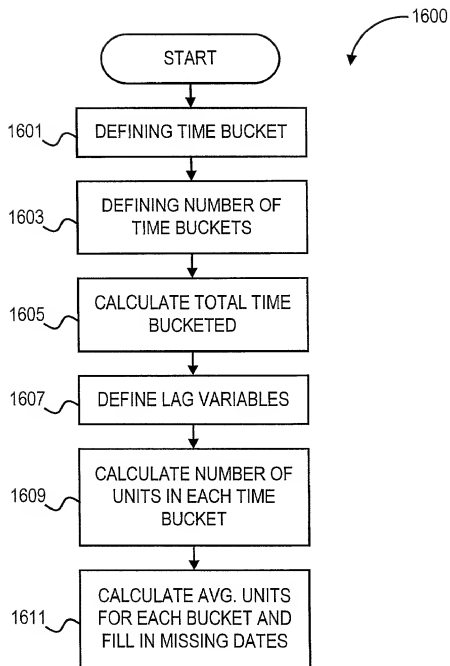 1600
START
1601
DEFINING TIME BUCKET
1603
DEFINING NUMBER OF
TIME BUCKETS
1605
CALCULATE TOTAL TIME
BUCKETED
1607
DEFINE LAG VARIABLES
1609
CALCULATE NUMBER OF
UNITS IN EACH TIME
BUCKET
1611
CALCULATE AVG. UNITS
FOR EACH BUCKET AND
FILL IN MISSING DATES